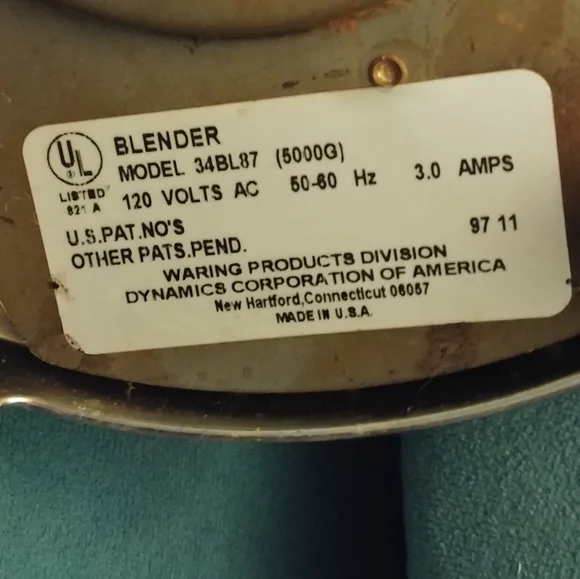 UL
LISTED
821 A
BLENDER
MODEL 34BL87 (5000G)
120 VOLTS AC 50-60 Hz 3.0 AMPS
U.S.PAT.NO'S 97 11
OTHER PATS.PEND.
WARING PRODUCTS DIVISION
DYNAMICS CORPORATION OF AMERICA
New Hartford,Connecticut 06057
MADE IN U.S.A.